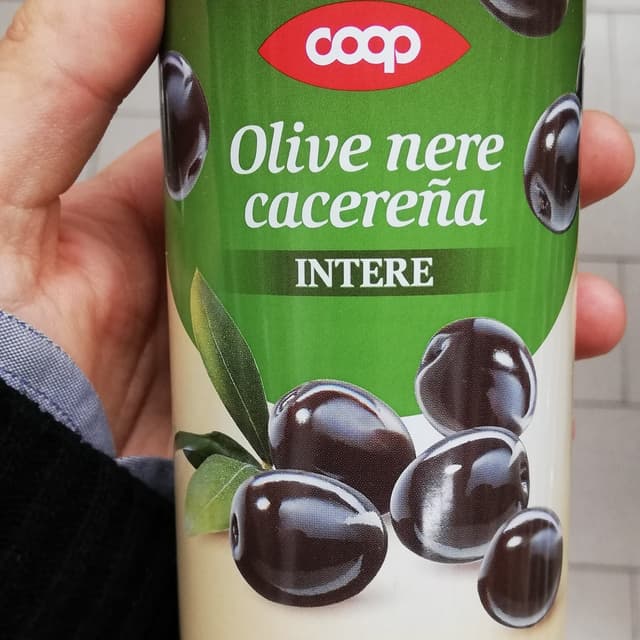 coop
Olive nere
cacereña
INTERE